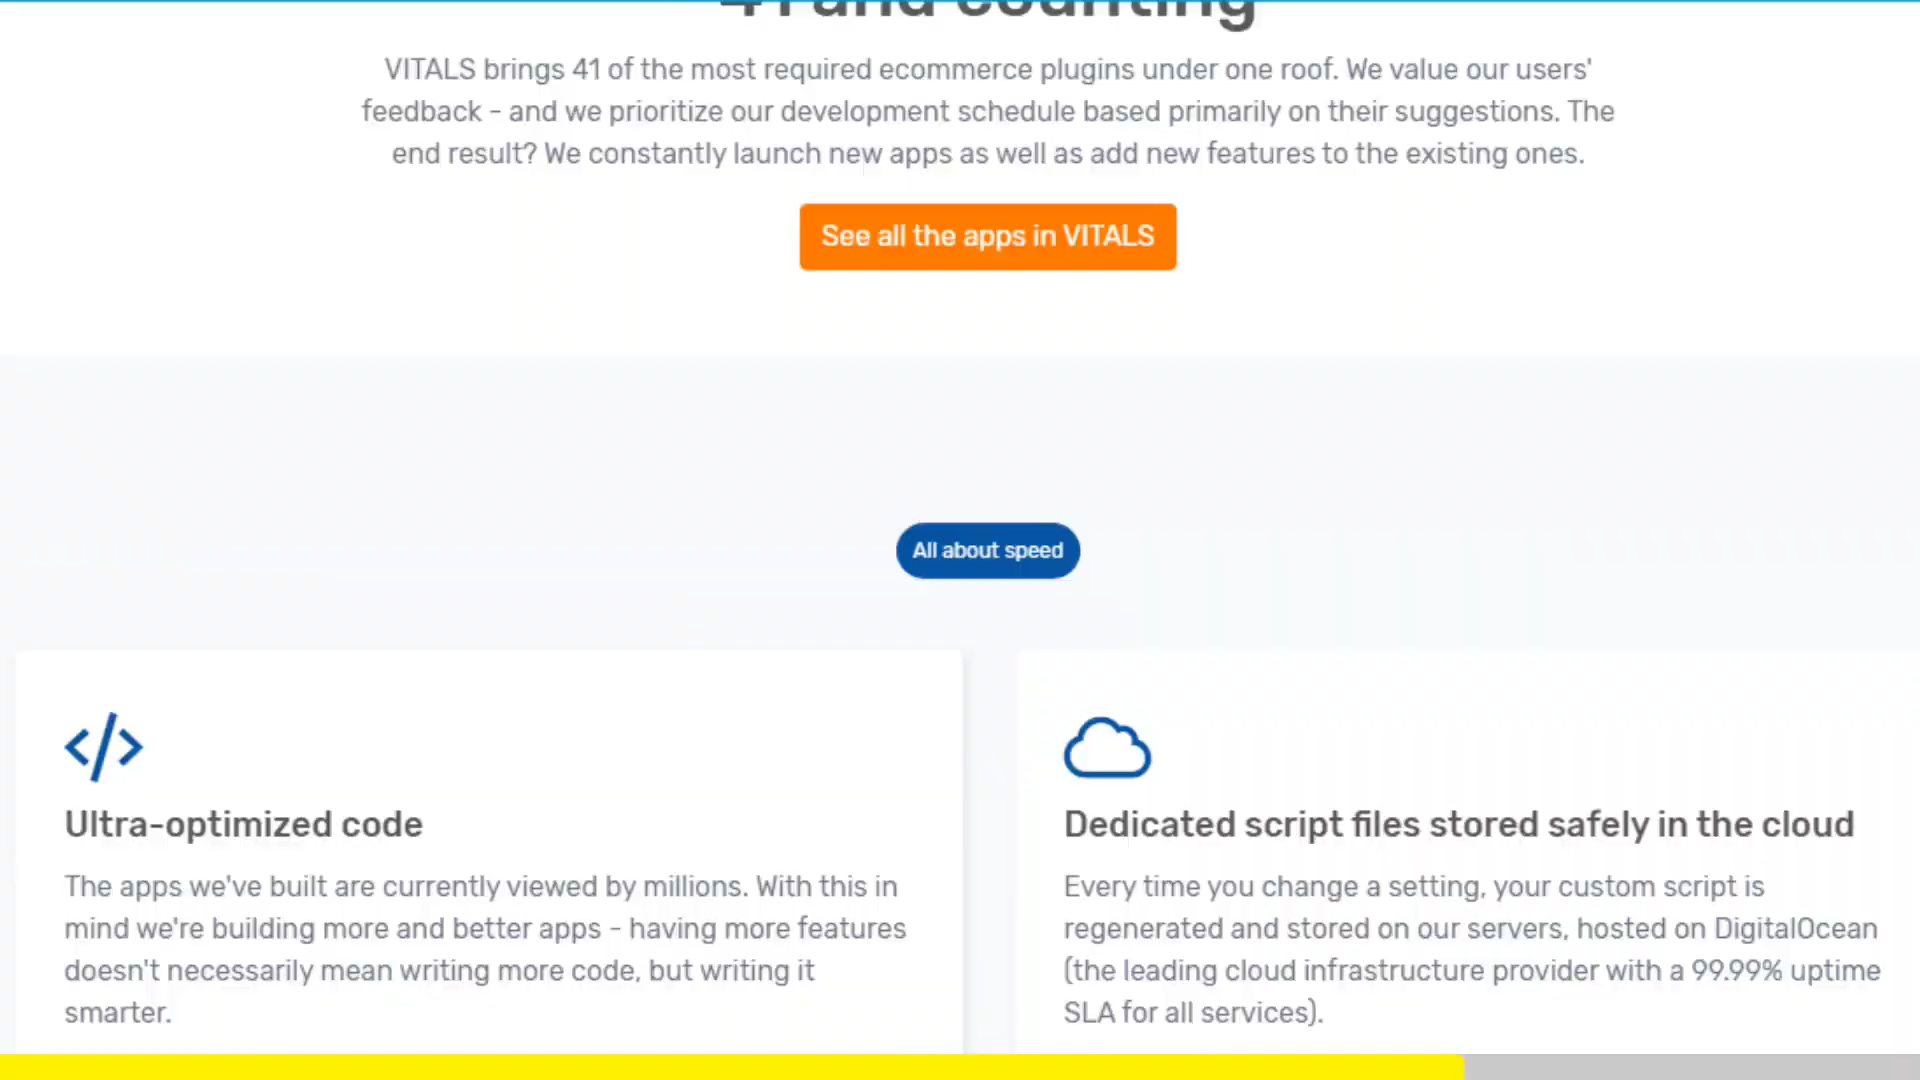 41 and counting
VITALS brings 41 of the most required ecommerce plugins under one roof. We value our users'
feedback - and we prioritize our development schedule based primarily on their suggestions. The
end result? We constantly launch new apps as well as add new features to the existing ones.
See all the apps in VITALS
All about speed
Ultra-optimized code
The apps we've built are currently viewed by millions. With this in
mind we're building more and better apps - having more features
doesn't necessarily mean writing more code, but writing it
smarter.
Dedicated script files stored safely in the cloud
Every time you change a setting, your custom script is
regenerated and stored on our servers, hosted on DigitalOcean
(the leading cloud infrastructure provider with a 99.99% uptime
SLA for all services).